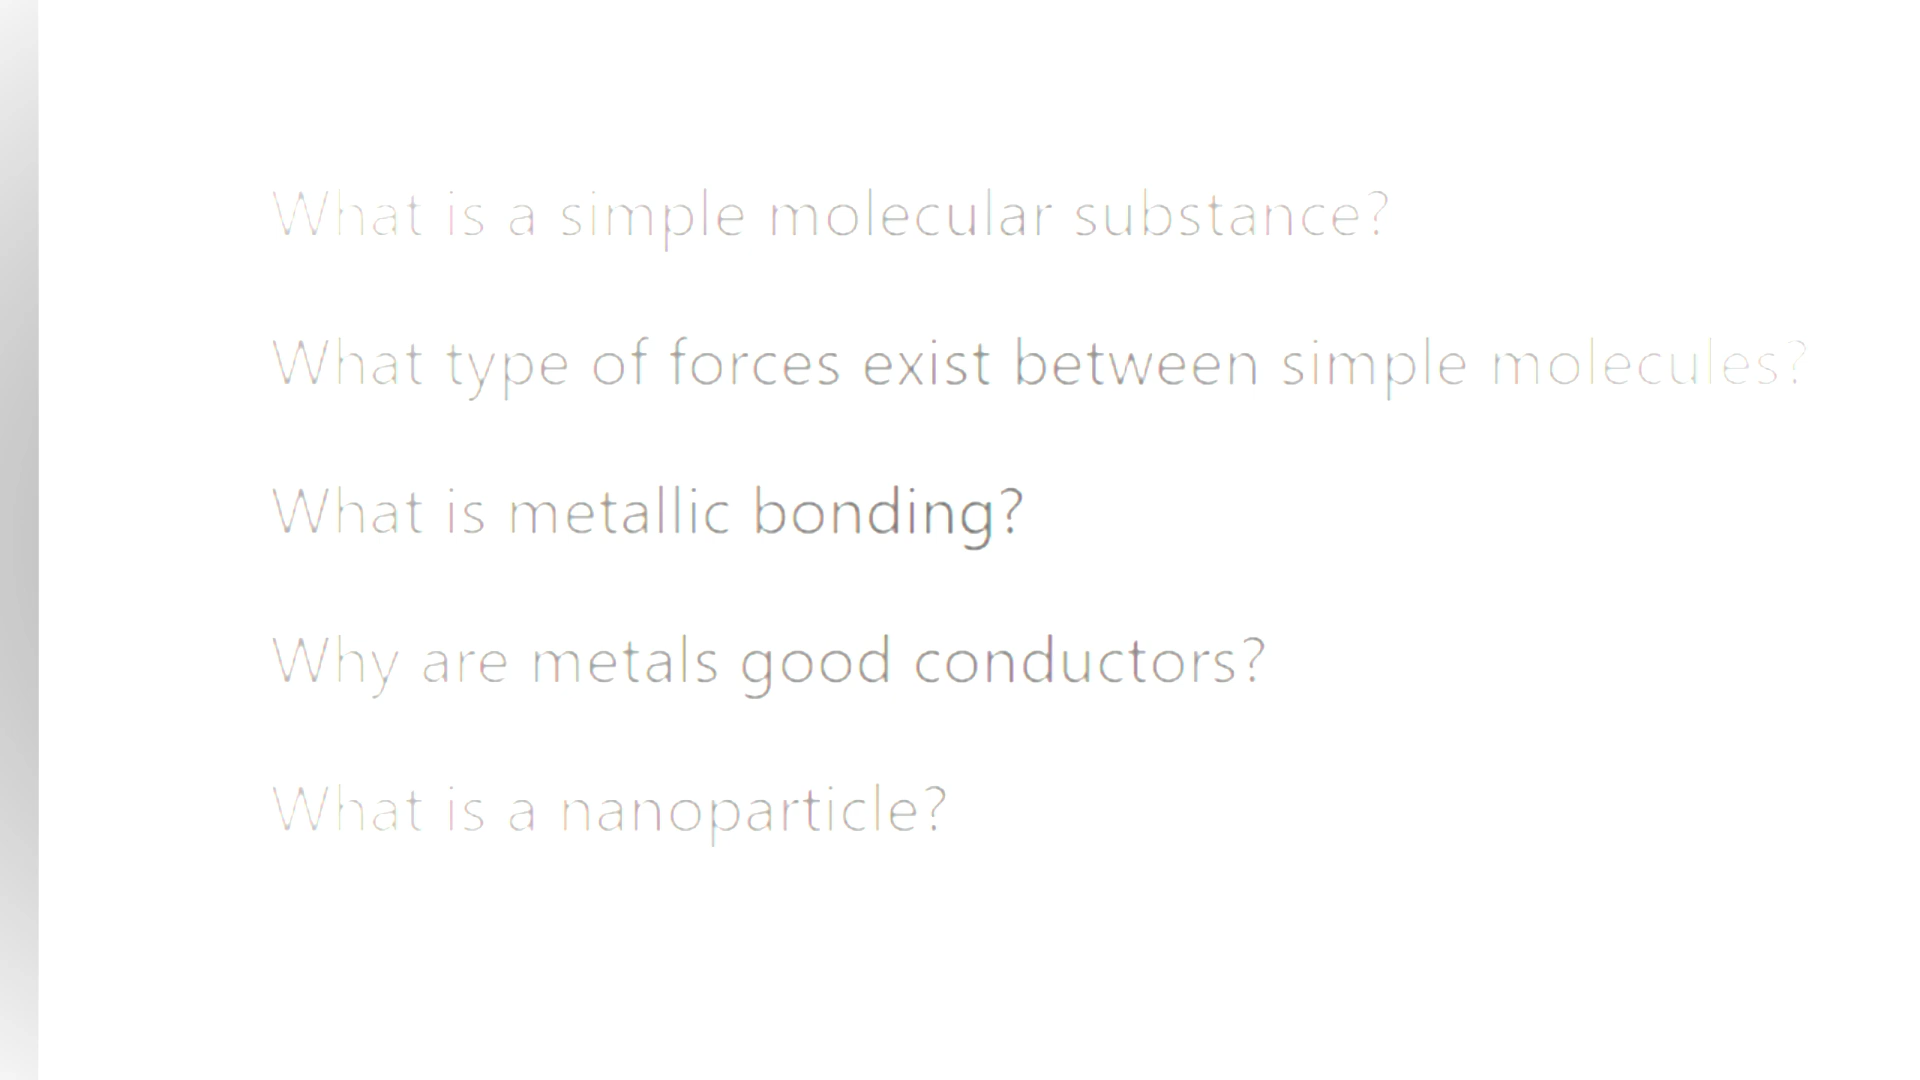 What is a simple molecular substance?
What type of forces exist between simple molecules?
What is metallic bonding?
Why are metals good conductors?
What is a nanoparticle?